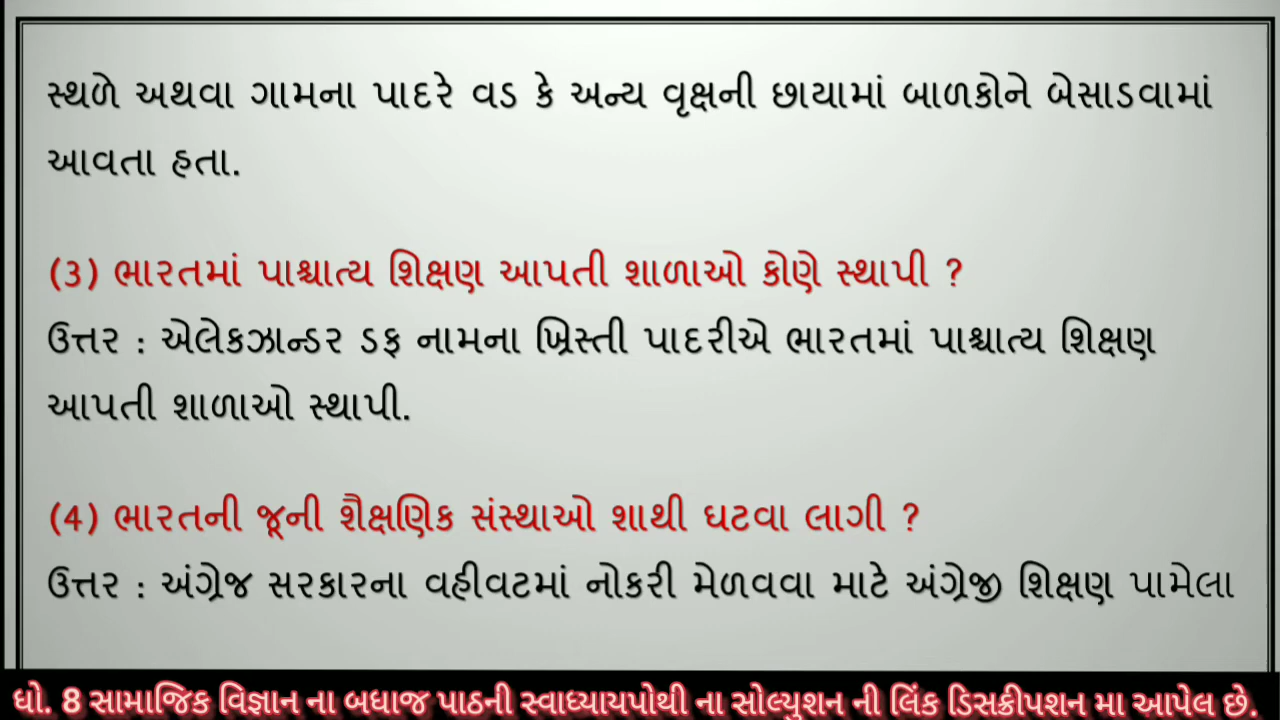 સ્થળે અથવા ગામના પાદરે વડ કે અન્ય વૃક્ષની છાયામાં બાળકોને બેસાડવામાં
આવતા હતા.
(૩) ભારતમાં પાશ્ચાત્ય શિક્ષણ આપતી શાળાઓ કોણે સ્થાપી ?
ઉત્તર : એલેકઝાન્ડર ડફ નામના ખ્રિસ્તી પાદરીએ ભારતમાં પાશ્ચાત્ય શિક્ષણ
આપતી શાળાઓ સ્થાપી.
(4) ભારતની જૂની શૈક્ષણિક સંસ્થાઓ શાથી ઘટવા લાગી ?
ઉત્તર : અંગ્રેજ સરકારના વહીવટમાં નોકરી મેળવવા માટે અંગ્રેજી શિક્ષણ પામેલા
ધો. 8 સામાજિક વિજ્ઞાન ના બધાજ પાઠની સ્વાધ્યાયપોથી ના સોલ્યુશન ની લિંક ડિસક્રીપશન મા આપેલ છે.